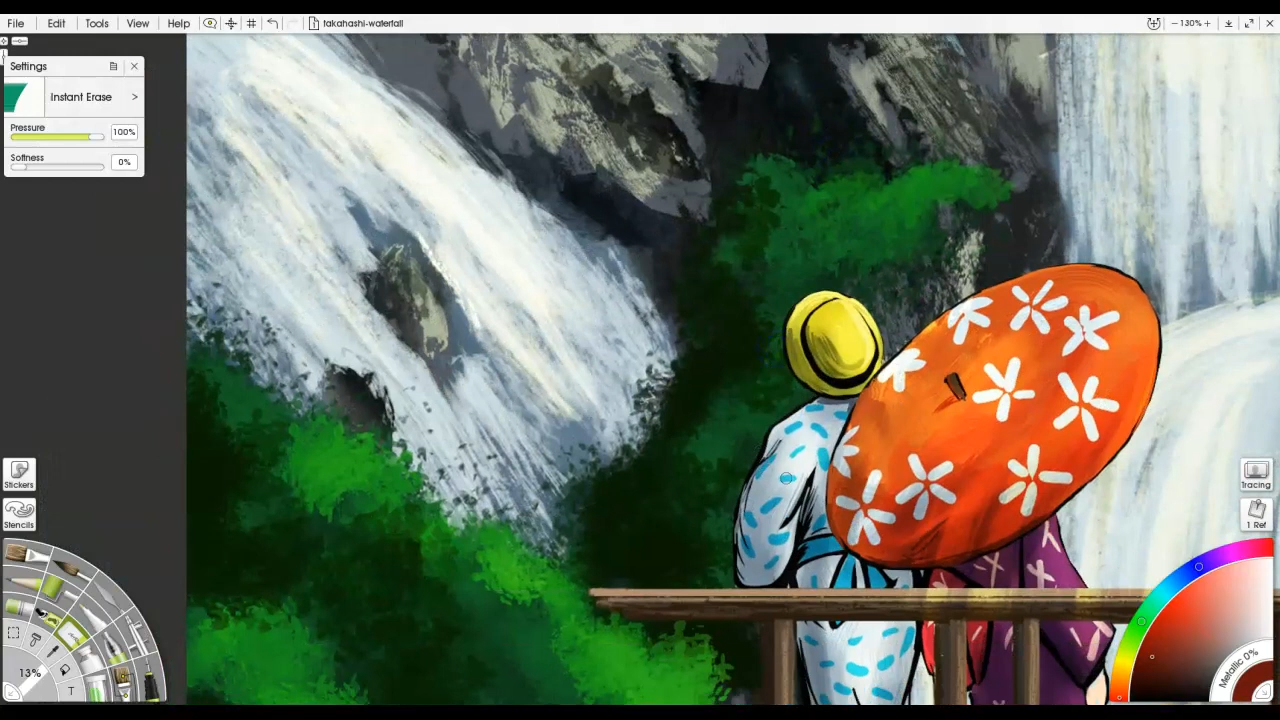 File Edit Tools View Help takahashi-waterfall −130%+
Settings
Instant Erase >
Pressure 100%
Softness 0%
Stickers
Stencils
13%
T
Tracing
1 Ref
Metallic 0%